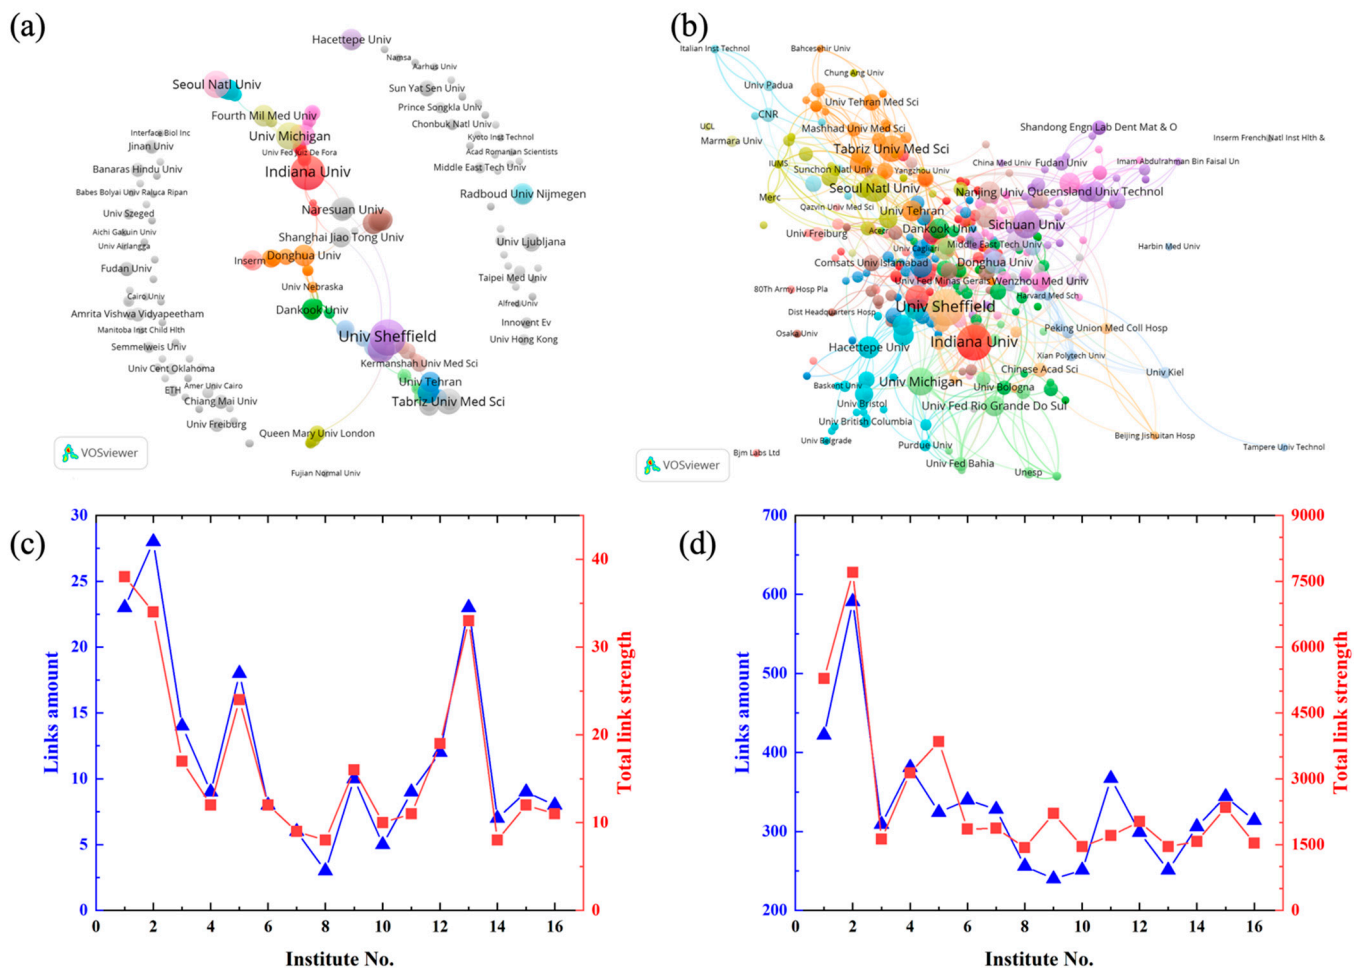 (a)
Hacettepe Univ
Namsa
Aarhus Univ
Seoul Natl Univ
Sun Yat Sen Univ
Prince Songkla Univ
Fourth Mil Med Univ
Chonbuk Natl Univ
Interface Biol Inc
Univ Michigan
Kyoto Inst Technol
Jinan Univ
Univ Fed Juiz De Fora
Acad Romanian Scientists
Banaras Hindu Univ
Indiana Univ
Middle East Tech Univ
Babes Bolyai Univ Raluca Ripan
Radboud Univ Nijmegen
Univ Szeged
Naresuan Univ
Aichi Gakuin Univ
Shanghai Jiao Tong Univ
Univ Ljubljana
Univ Airlangga
Inserm
Donghua Univ
Fudan Univ
Taipei Med Univ
Univ Nebraska
Cairo Univ
Alfred Univ
Amrita Vishwa Vidyapeetham
Dankook Univ
Innovent Ev
Manitoba Inst Child Hlth
Univ Sheffield
Univ Hong Kong
Semmelweis Univ
Kermanshah Univ Med Sci
Univ Cent Oklahoma
Univ Tehran
ETH
Amer Univ Cairo
Chiang Mai Univ
Tabriz Univ Med Sci
Univ Freiburg
Queen Mary Univ London
VOSviewer
Fujian Normal Univ
(b)
Italian Inst Technol
Bahcesehir Univ
Chung Ang Univ
Univ Padua
Univ Tehran Med Sci
CNR
UCL
Mashhad Univ Med Sci
Shandong Engn Lab Dent Mat & O
Marmara Univ
Tabriz Univ Med Sci
Inserm French Natl Inst Hlth &
IUMS
Sunchon Natl Univ
Yangzhou Univ
China Med Univ
Fudan Univ
Imam Abdulrahman Bin Faisal Un
Seoul Natl Univ
Nanjing Univ
Queensland Univ Technol
Merc
Qazvin Univ Med Sci
Univ Tehran
Univ Freiburg
Acecr
Dankook Univ
Sichuan Univ
Univ Cagliari
Middle East Tech Univ
Harbin Med Univ
Comsats Univ Islamabad
Donghua Univ
Univ Fed Minas Gerais
Wenzhou Med Univ
80Th Army Hosp Pla
Harvard Med Sch
Dist Headquarters Hosp
Univ Sheffield
Osaka Univ
Peking Union Med Coll Hosp
Hacettepe Univ
Indiana Univ
Xian Polytech Univ
Chinese Acad Sci
Univ Kiel
Baskent Univ
Univ Michigan
Univ Bologna
Univ Bristol
Univ Fed Rio Grande Do Sul
Univ British Columbia
Univ Belgrade
Purdue Univ
Beijing Jishuitan Hosp
Tampere Univ Technol
Bjm Labs Ltd
Univ Fed Bahia
Unesp
VOSviewer
(c)
30
25
20
15
10
5
0
Links amount
40
30
20
10
0
Total link strength
0 2 4 6 8 10 12 14 16
Institute No.
(d)
700
600
500
400
300
200
Links amount
9000
7500
6000
4500
3000
1500
0
Total link strength
0 2 4 6 8 10 12 14 16
Institute No.